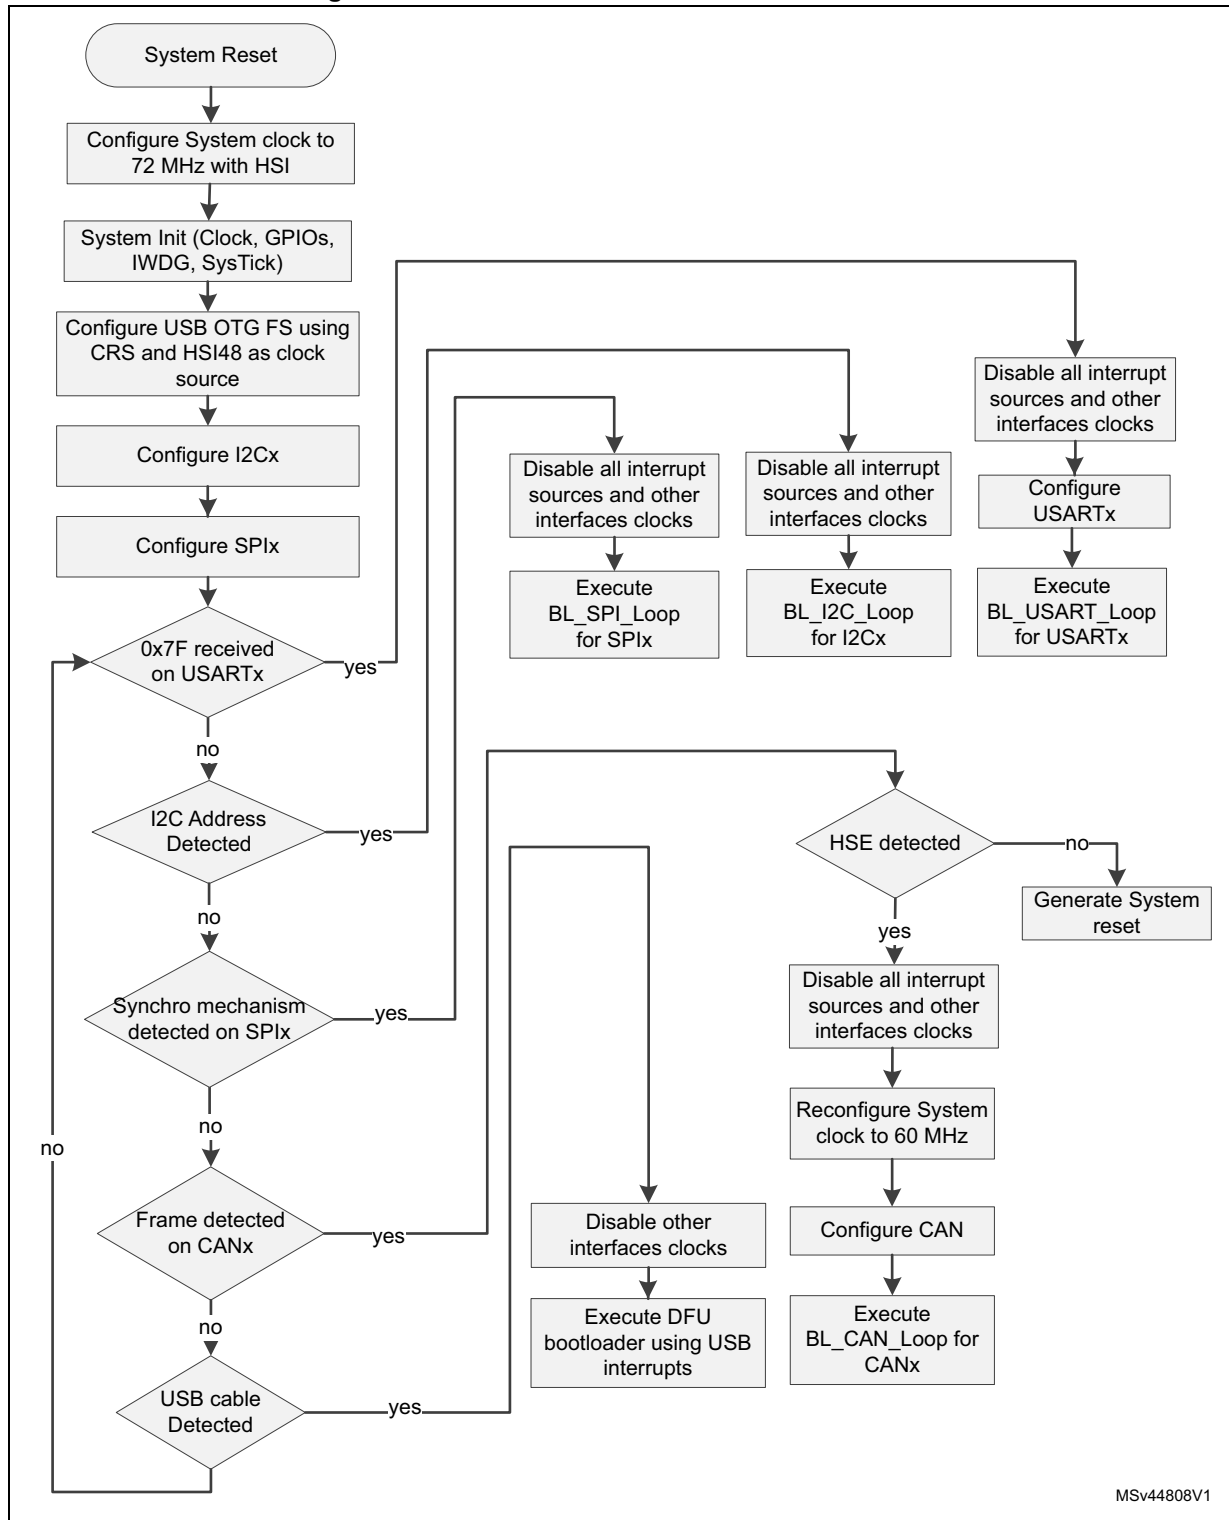 System Reset
Configure System clock to
72 MHz with HSI
System Init (Clock, GPIOs,
IWDG, SysTick)
Configure USB OTG FS using
CRS and HSI48 as clock
source
Configure I2Cx
Configure SPIx
0x7F received
on USARTx
yes
no
I2C Address
Detected
yes
no
Synchro mechanism
detected on SPIx
yes
no
Frame detected
on CANx
yes
no
USB cable
Detected
yes
no
Disable all interrupt
sources and other
interfaces clocks
Execute
BL_SPI_Loop
for SPIx
Disable all interrupt
sources and other
interfaces clocks
Execute
BL_I2C_Loop
for I2Cx
Disable all interrupt
sources and other
interfaces clocks
Configure
USARTx
Execute
BL_USART_Loop
for USARTx
HSE detected
no
Generate System
reset
yes
Disable all interrupt
sources and other
interfaces clocks
Reconfigure System
clock to 60 MHz
Configure CAN
Execute
BL_CAN_Loop for
CANx
Disable other
interfaces clocks
Execute DFU
bootloader using USB
interrupts
MSv44808V1